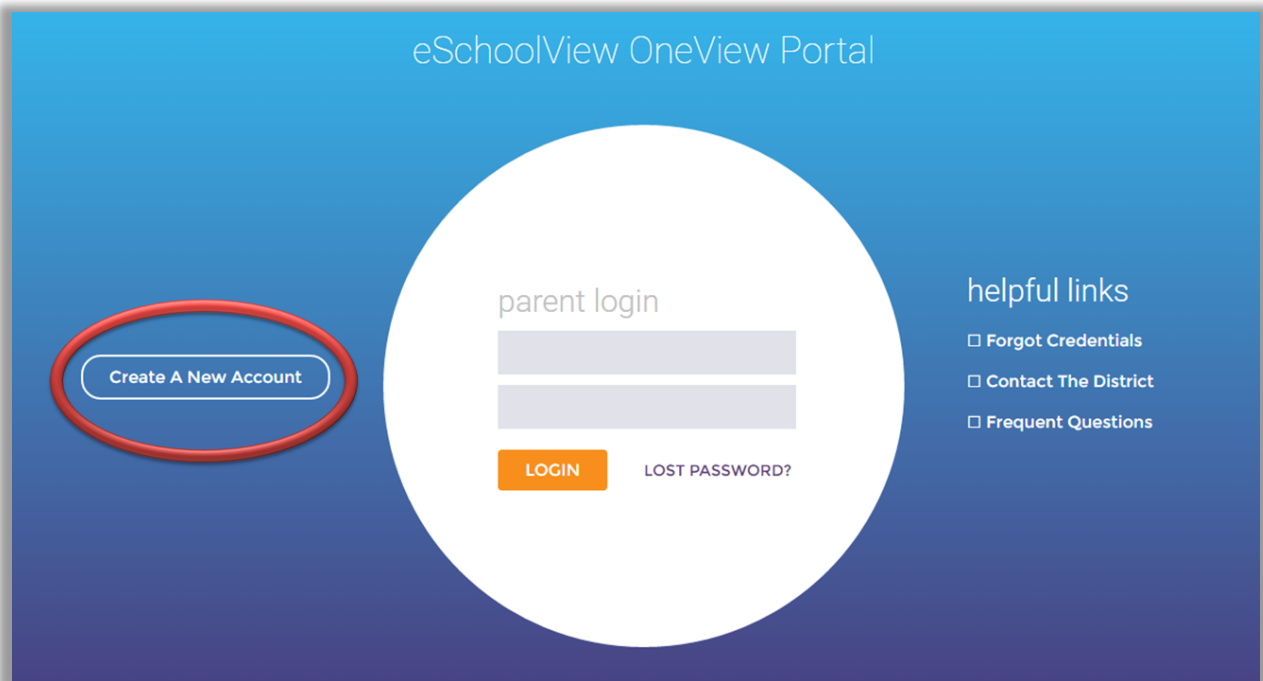 eSchoolView OneView Portal
Create A New Account
parent login
LOGIN
LOST PASSWORD?
helpful links
Forgot Credentials
Contact The District
Frequent Questions